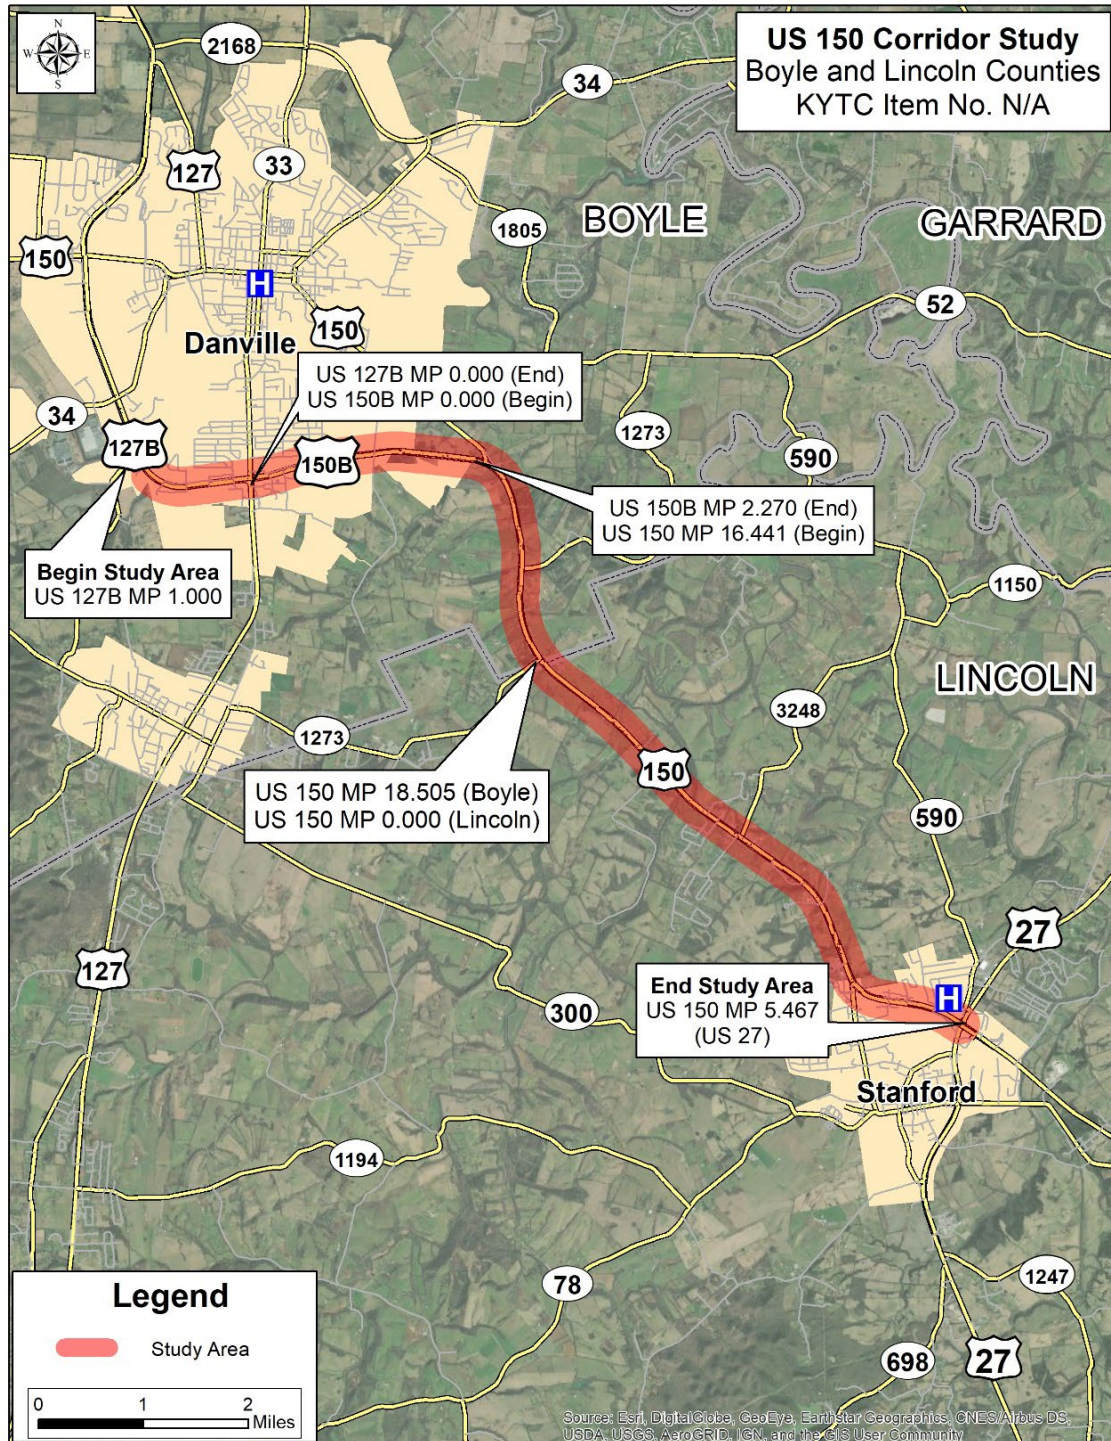 N
W E
S
US 150 Corridor Study
Boyle and Lincoln Counties
KYTC Item No. N/A
2168
34
127
33
1805
BOYLE
GARRARD
150
52
150
Danville
US 127B MP 0.000 (End)
US 150B MP 0.000 (Begin)
34
127B
150B
1273
590
US 150B MP 2.270 (End)
US 150 MP 16.441 (Begin)
Begin Study Area
US 127B MP 1.000
1150
LINCOLN
3248
1273
150
US 150 MP 18.505 (Boyle)
US 150 MP 0.000 (Lincoln)
590
27
127
End Study Area
US 150 MP 5.467
(US 27)
300
Stanford
1194
78
1247
698
27
Legend
Study Area
0 1 2
Miles
Source: Esri, DigitalGlobe, GeoEye, Earthstar Geographics, CNES/Airbus DS,
USDA, USGS, AeroGRID, IGN, and the GIS User Community